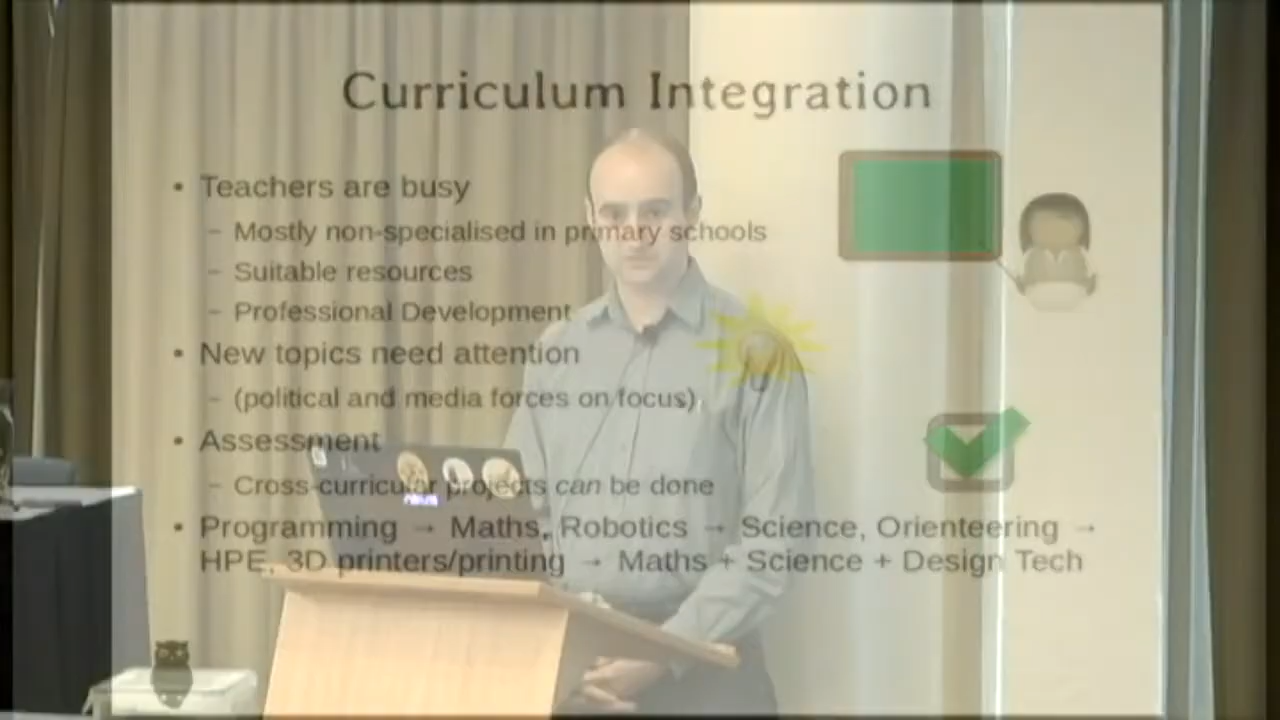 Curriculum Integration
• Teachers are busy
– Mostly non-specialised in primary schools
– Suitable resources
– Professional Development
• New topics need attention
– (political and media forces on focus)
• Assessment
– Cross-curricular projects can be done
• Programming → Maths, Robotics → Science, Orienteering →
HPE, 3D printers/printing → Maths + Science + Design Tech